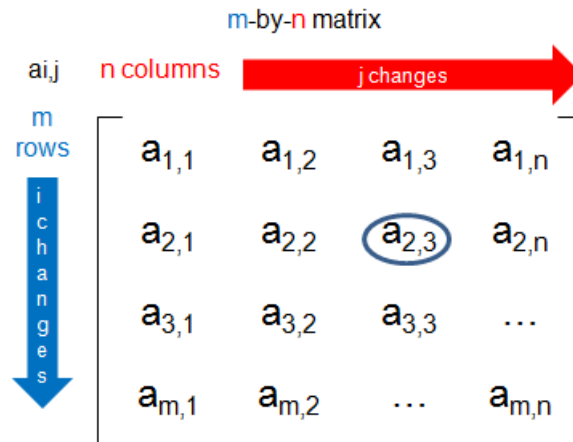 m-by-n matrix
ai,j n columns j changes
m
rows
i changes
a1,1 a1,2 a1,3 a1,n
a2,1 a2,2 a2,3 a2,n
a3,1 a3,2 a3,3 ...
am,1 am,2 ... am,n